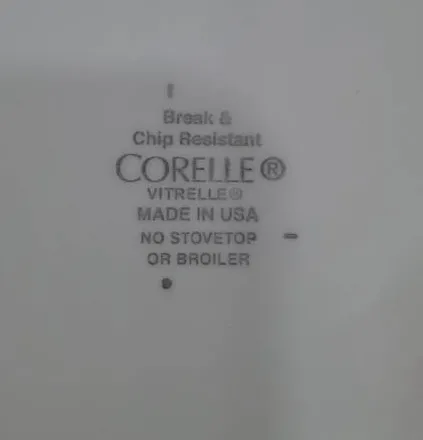 Break &
Chip Resistant
CORELLE®
VITRELLE®
MADE IN USA
NO STOVETOP
OR BROILER